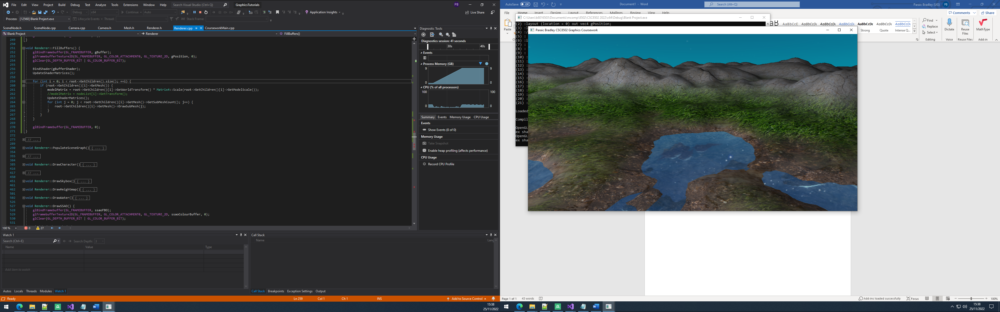 File Edit View Project Build Debug Test Analyze Tools Extensions Window Help Search Visual Studio (Ctrl+Q) GraphicsTutorials PB
Debug x64 Continue Auto Application Insights Live Share
Process: [12560] Blank Project.exe Lifecycle Events Thread: Stack Frame:
SceneNode.h SceneNode.cpp Camera.cpp Camera.h Mesh.h Renderer.h Renderer.cpp CourseworkMain.cpp
Blank Project Renderer FillBuffers()
249 }
250
251 void Renderer::FillBuffers() {
252 glBindFramebuffer(GL_FRAMEBUFFER, gBuffer);
253 glFramebufferTexture2D(GL_FRAMEBUFFER, GL_COLOR_ATTACHMENT0, GL_TEXTURE_2D, gPosition, 0);
254 glClear(GL_DEPTH_BUFFER_BIT | GL_COLOR_BUFFER_BIT);
255
256 BindShader(gBufferShader);
257 UpdateShaderMatrices();
258
259 for (int i = 0; i < root->GetChildren().size(); ++i) {
260 if (root->GetChildren()[i]->GetMesh()) {
261 modelMatrix = root->GetChildren()[i]->GetWorldTransform() * Matrix4::Scale(root->GetChildren()[i]->GetModelScale());
262 //modelMatrix = nodeList[i]->GetTransform();
263 UpdateShaderMatrices();
264 for (int j = 0; j < root->GetChildren()[i]->GetMesh()->GetSubMeshCount(); j++) {
265 root->GetChildren()[i]->GetMesh()->DrawSubMesh(j);
266 }
267 }
268 }
269
270 glBindFramebuffer(GL_FRAMEBUFFER, 0);
271 }
272
273 // ...
289
290 void Renderer::PopulateSceneGraph() { ... }
354
355 // ...
384
385 void Renderer::DrawCharacter() { ... }
416
417 // ...
450
451 void Renderer::DrawSkybox() { ... }
461
462 void Renderer::DrawHeightmap() { ... }
501
502 void Renderer::DrawWater() { ... }
526
527 void Renderer::DrawSSAO() {
528 glBindFramebuffer(GL_FRAMEBUFFER, ssaoFBO);
529 glFramebufferTexture2D(GL_FRAMEBUFFER, GL_COLOR_ATTACHMENT0, GL_TEXTURE_2D, ssaoColourBuffer, 0);
530 glClear(GL_DEPTH_BUFFER_BIT | GL_COLOR_BUFFER_BIT);
531
100 % 0 27
Diagnostic Tools
Diagnostics session: 41 seconds
30s 40s
Events
Process Memory (GB)
9 9
0 0
CPU (% of all processors)
100 100
0 0
Summary Events Memory Usage CPU Usage
Events
Show Events (0 of 0)
Memory Usage
Take Snapshot
Enable heap profiling (affects performance)
CPU Usage
Record CPU Profile
Watch 1
Search (Ctrl+E) Search Depth: 3
Name Value Type
Add item to watch
Autos Locals Threads Modules Watch 1
Call Stack
Name Lang
Call Stack Breakpoints Exception Settings Output
Ready Ln 259 Col 1 Ch 1 INS Add to Source Control
15:38
25/11/2022
AutoSave Off Document1 - Word Search (Alt+Q) Paraic Bradley (UG) PB
File Home Insert Design Layout References Mailings Review View Help Comments Share
Paste
AaB AaBbCcD AaBbCcDc AaBbCcDc AaBbCcDc AaBbCcDc AaBbCcDc AaBbCcDc
Strong Quote Intense Q...
Find
Replace
Select
Editing
Dictate
Voice
Reuse Files
Reuse Files
MathType
Add-in
C:\Users\b8016503\Documents\mcomp\8502\CSC8502 2022\x64\Debug\Blank Project.exe
(2) :layout (location = 0) out vec4 gPosition;
(3) :l
(4) :/
(5) :
(6) :i
(7) :
(8) :
(9) :
(10) :
(11) :
(12) :
(13) :
(14) :
(15) :
(16) :
(17) :
(18) :
(19) :
(20) :
(21) :
Loaded
Compil
OpenGL
ex sha
OpenGL
ex sha
Paraic Bradley CSC8502 Graphics Coursework
Page 1 of 1 43 words Add-ins loaded successfully Focus 100%
15:38
25/11/2022